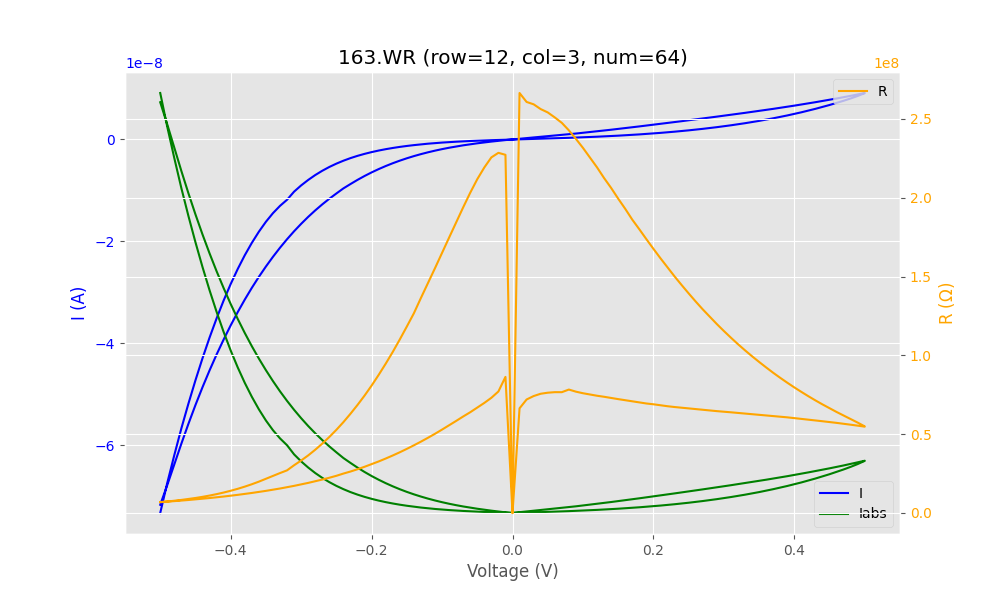 163.WR (row=12, col=3, num=64)
1e−8
1e8
R
0
−2
−4
−6
I (A)
2.5
2.0
1.5
1.0
0.5
0.0
R (Ω)
I
Iabs
−0.4
−0.2
0.0
0.2
0.4
Voltage (V)